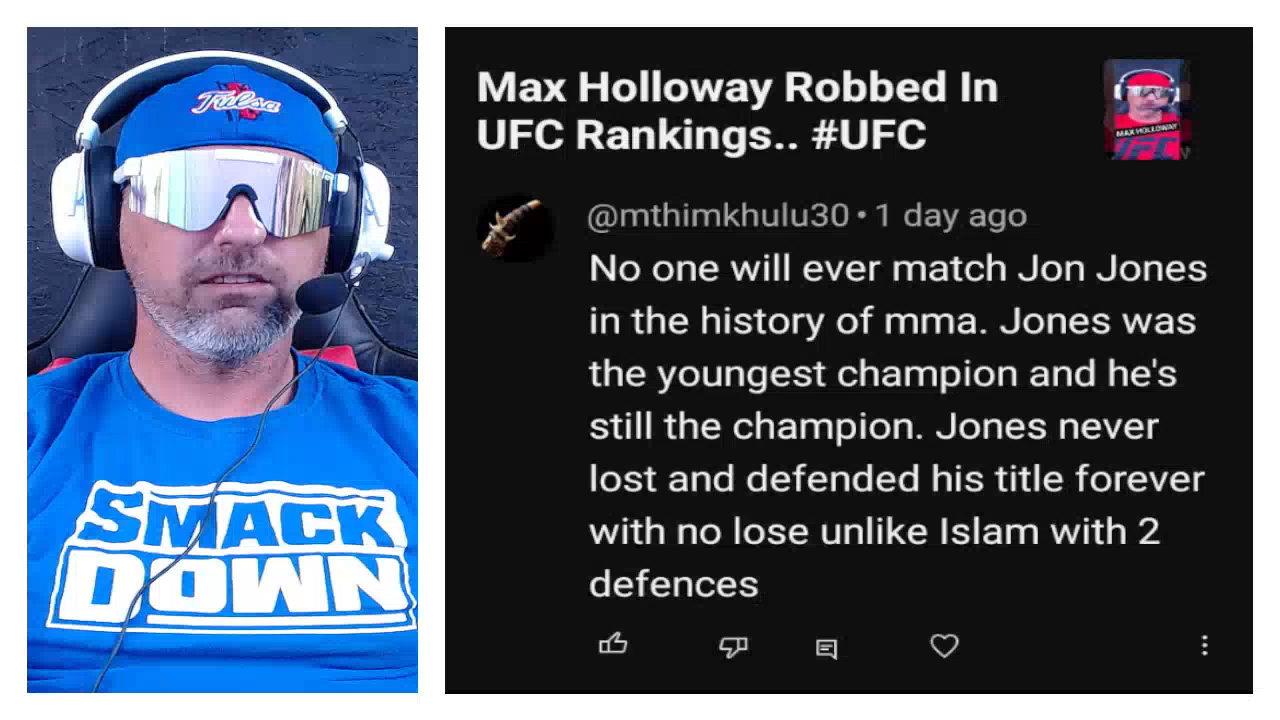 Tulsa
SMACK
DOWN
Max Holloway Robbed In
UFC Rankings.. #UFC
MAX HOLLOWAY
UFC
@mthimkhulu30 • 1 day ago
No one will ever match Jon Jones
in the history of mma. Jones was
the youngest champion and he's
still the champion. Jones never
lost and defended his title forever
with no lose unlike Islam with 2
defences